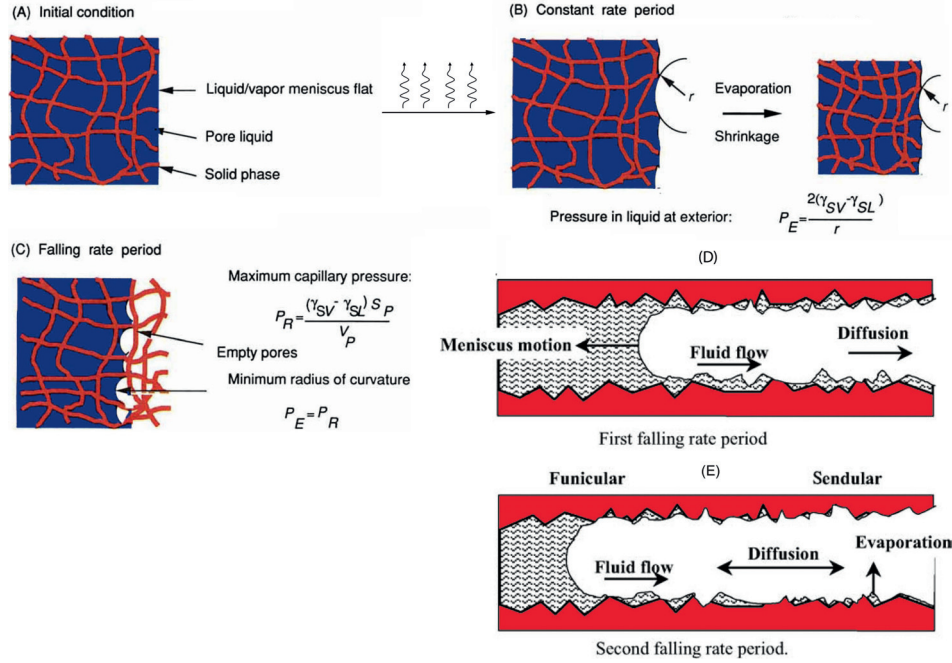 (A) Initial condition
Liquid/vapor meniscus flat
Pore liquid
Solid phase
(B) Constant rate period
r
Evaporation
Shrinkage
r
Pressure in liquid at exterior: P_E = 2(γ_SV - γ_SL) / r
(C) Falling rate period
Maximum capillary pressure:
P_R = (γ_SV - γ_SL) S_P / V_P
Empty pores
Minimum radius of curvature
P_E = P_R
(D)
Meniscus motion
Fluid flow
Diffusion
First falling rate period
(E)
Funicular
Sendular
Fluid flow
Diffusion
Evaporation
Second falling rate period.